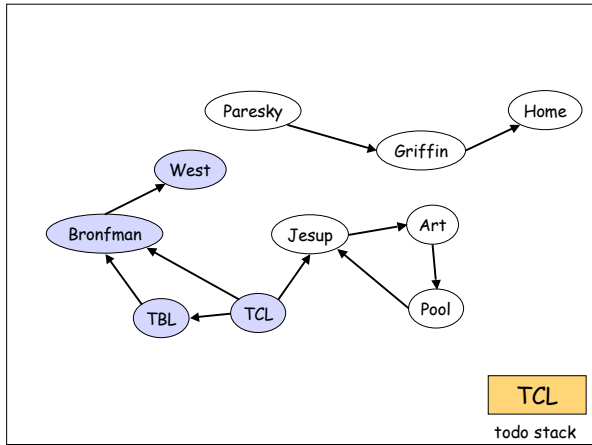 Paresky
Home
Griffin
West
Bronfman
Jesup
Art
TBL
TCL
Pool
TCL
todo stack